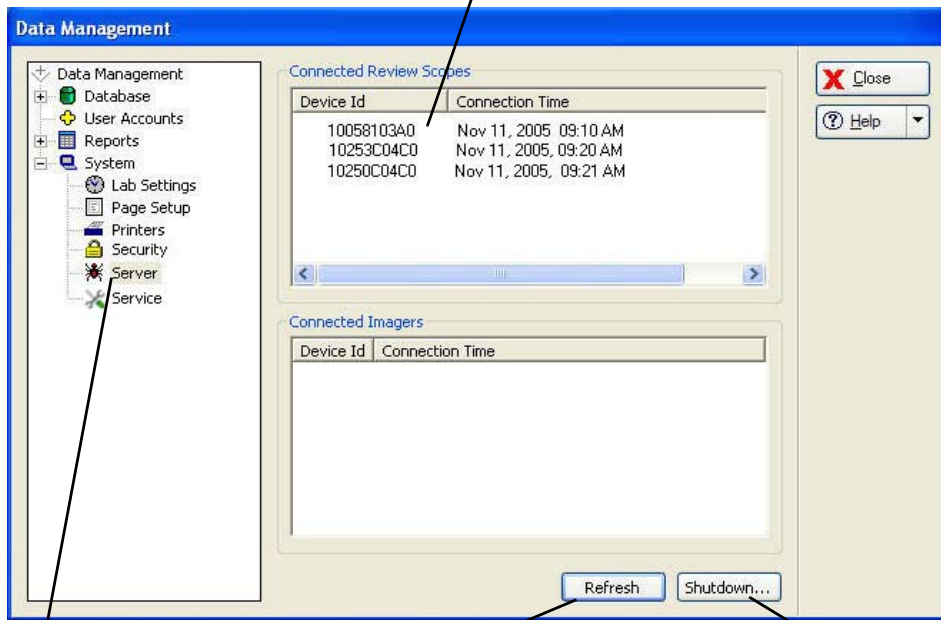 Data Management
Data Management
Database
User Accounts
Reports
System
Lab Settings
Page Setup
Printers
Security
Server
Service
Connected Review Scopes
Device Id Connection Time
10058103A0 Nov 11, 2005 09:10 AM
10253C04C0 Nov 11, 2005, 09:20 AM
10250C04C0 Nov 11, 2005, 09:21 AM
Connected Imagers
Device Id Connection Time
Refresh Shutdown...
X Close
? Help